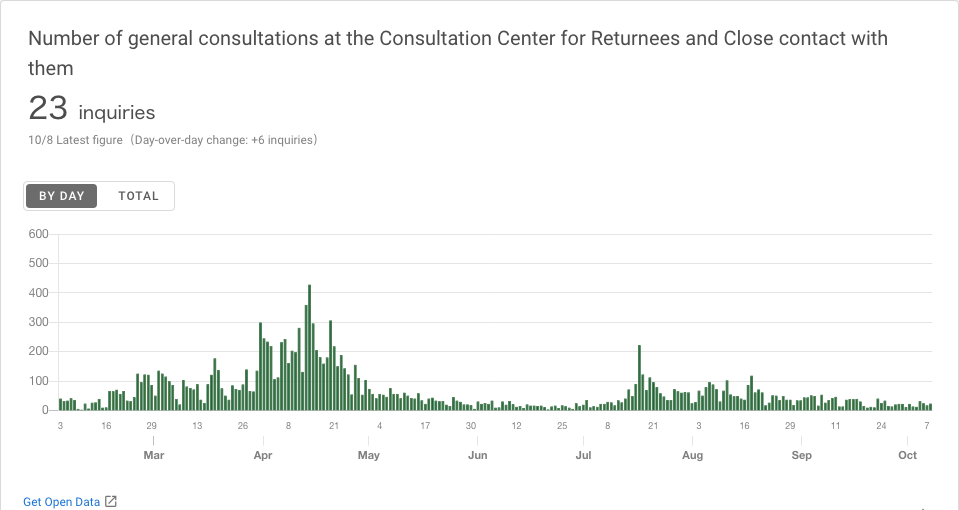 Number of general consultations at the Consultation Center for Returnees and Close contact with
them
23 inquiries
10/8 Latest figure（Day-over-day change: +6 inquiries）
BY DAY TOTAL
600
500
400
300
200
100
0
3 16 29 13 26 8 21 4 17 30 12 25 8 21 3 16 29 11 24 7
Mar Apr May Jun Jul Aug Sep Oct
Get Open Data